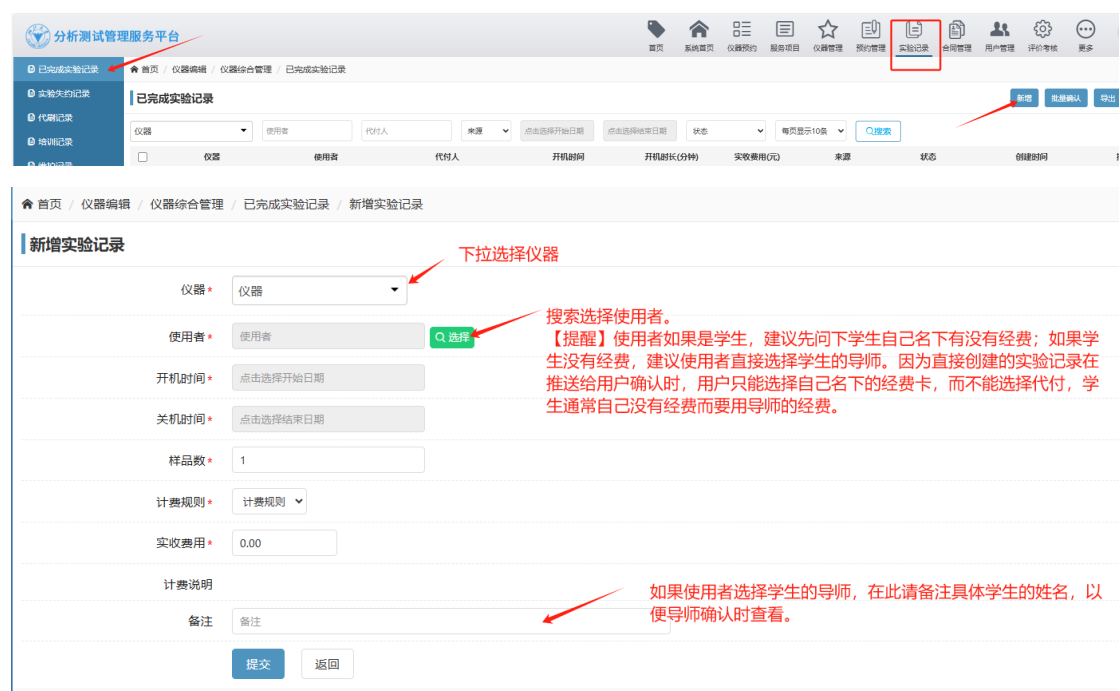 分析测试管理服务平台
首页
系统首页
仪器预约
服务项目
仪器管理
预约管理
实验记录
合同管理
用户管理
评价考核
更多
已完成实验记录
实验失约记录
代刷记录
培训记录
首页 / 仪器编辑 / 仪器综合管理 / 已完成实验记录
已完成实验记录
新增 批量确认 导出
仪器 使用者 代付人 来源 点击选择开始日期 点击选择结束日期 状态 每页显示10条 搜索
仪器 使用者 代付人 开机时间 开机时长(分钟) 实收费用(元) 来源 状态 创建时间
首页 / 仪器编辑 / 仪器综合管理 / 已完成实验记录 / 新增实验记录
新增实验记录
下拉选择仪器
仪器* 仪器
使用者* 使用者 选择
搜索选择使用者。
【提醒】使用者如果是学生，建议先问下学生自己名下有没有经费；如果学
生没有经费，建议使用者直接选择学生的导师。因为直接创建的实验记录在
推送给用户确认时，用户只能选择自己名下的经费卡，而不能选择代付，学
生通常自己没有经费而要用导师的经费。
开机时间* 点击选择开始日期
关机时间* 点击选择结束日期
样品数* 1
计费规则* 计费规则
实收费用* 0.00
计费说明
如果使用者选择学生的导师，在此请备注具体学生的姓名，以
便导师确认时查看。
备注 备注
提交 返回